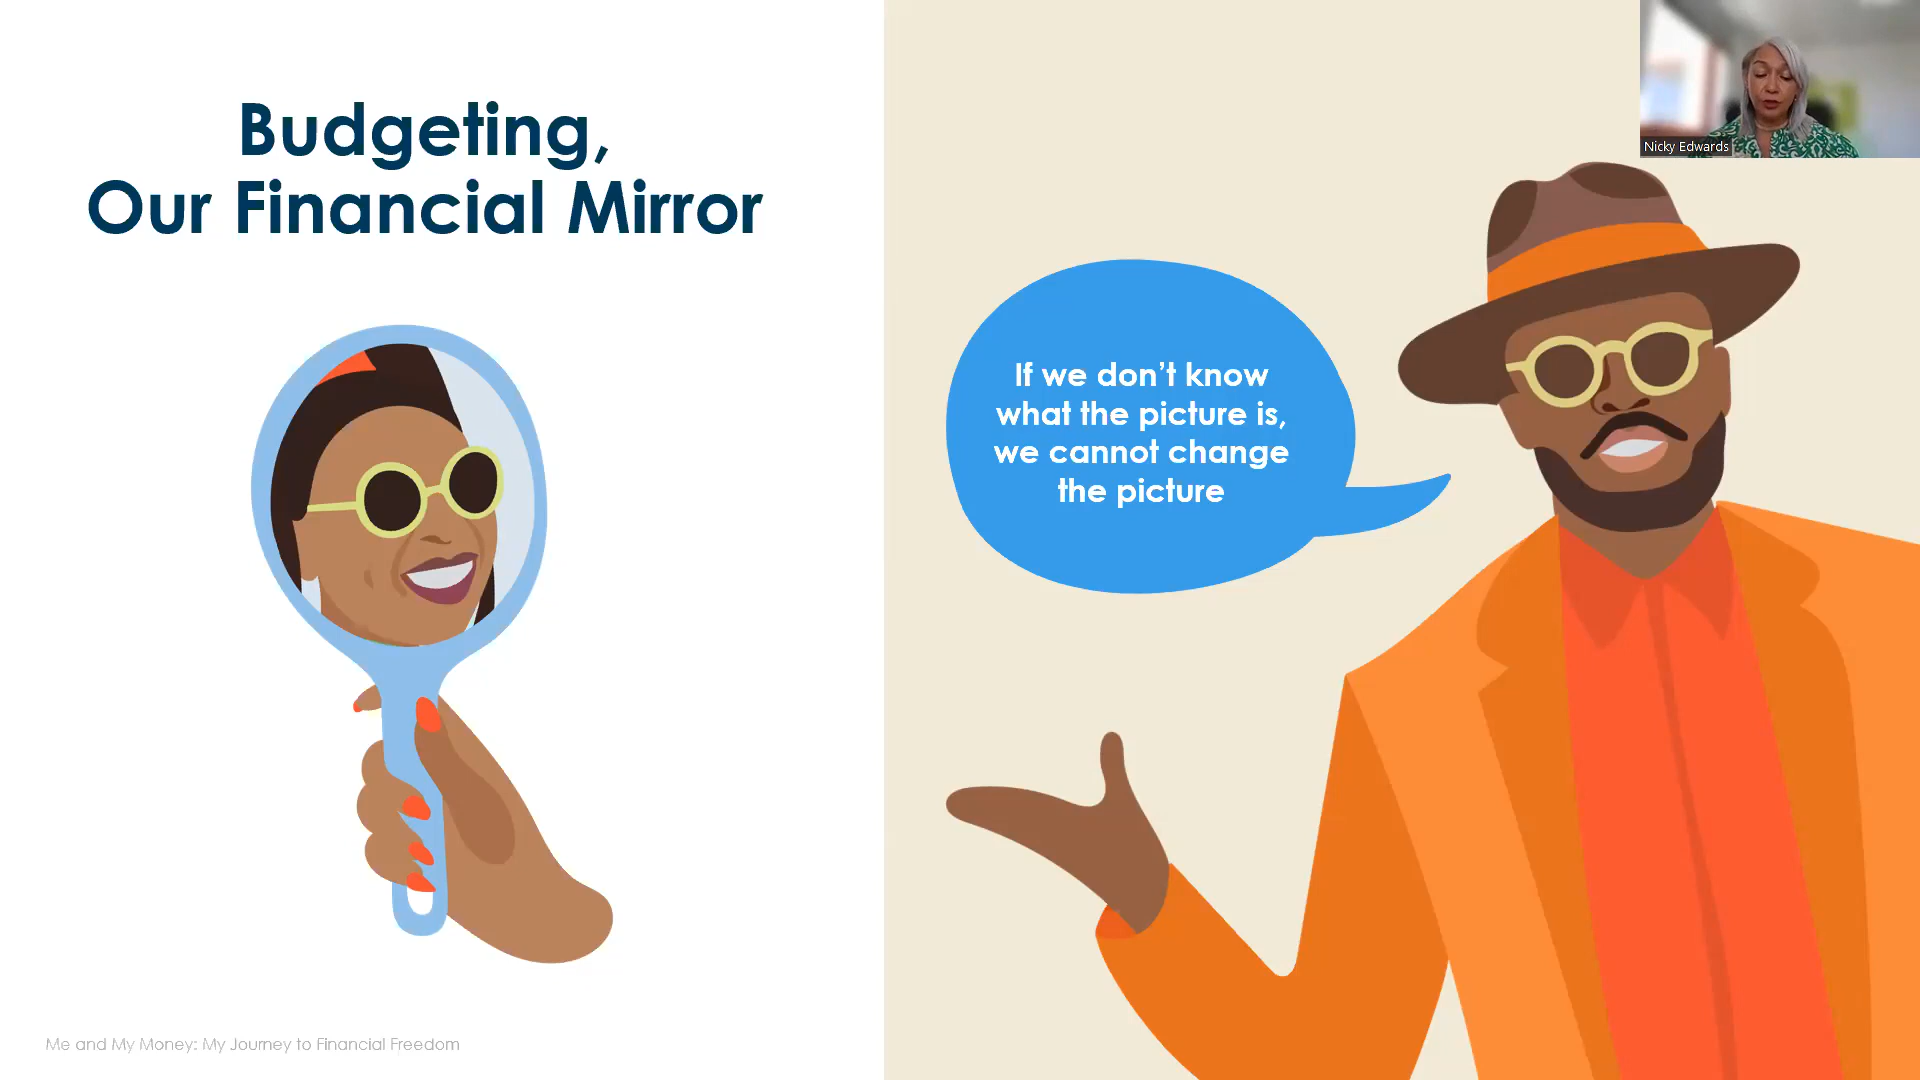 Budgeting,
Our Financial Mirror
If we don’t know
what the picture is,
we cannot change
the picture
Nicky Edwards
Me and My Money: My Journey to Financial Freedom